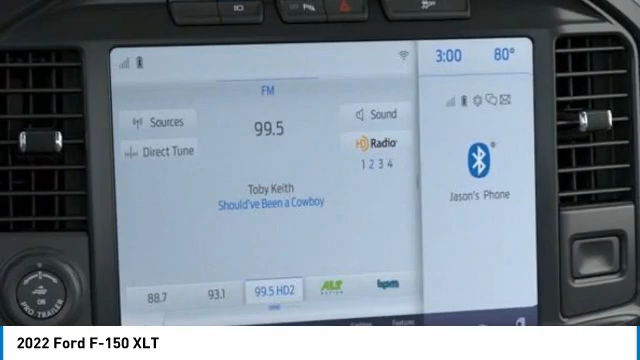 3:00 80°
FM
Sources
99.5
Sound
Direct Tune
HD Radio
1 2 3 4
Toby Keith
Should've Been a Cowboy
Jason's Phone
88.7 93.1 99.5 HD2 ALT NATION bpm
PRO TRAILER
ON
2022 Ford F-150 XLT